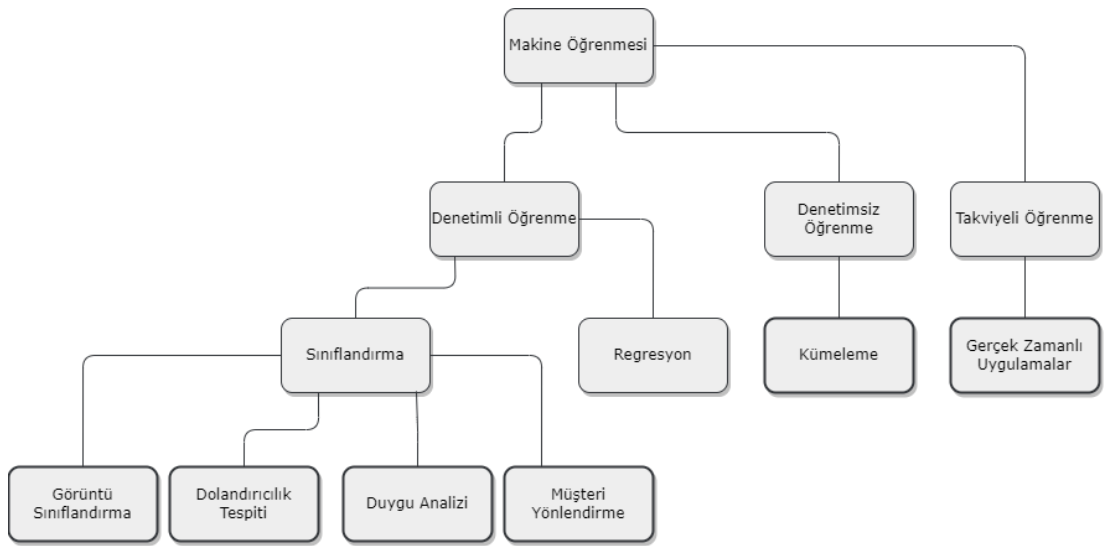 Makine Öğrenmesi
Denetimli Öğrenme
Denetimsiz
Öğrenme
Takviyeli Öğrenme
Sınıflandırma
Regresyon
Kümeleme
Gerçek Zamanlı
Uygulamalar
Görüntü
Sınıflandırma
Dolandırıcılık
Tespiti
Duygu Analizi
Müşteri
Yönlendirme